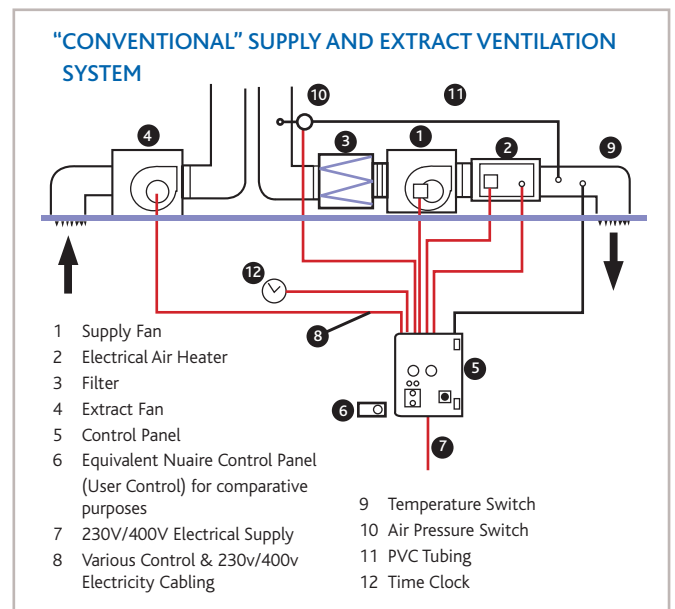 “CONVENTIONAL” SUPPLY AND EXTRACT VENTILATION
SYSTEM
10
11
4
3
1
2
9
12
8
5
6
7
1 Supply Fan
2 Electrical Air Heater
3 Filter
4 Extract Fan
5 Control Panel
6 Equivalent Nuaire Control Panel
(User Control) for comparative
purposes
7 230V/400V Electrical Supply
8 Various Control & 230v/400v
Electricity Cabling
9 Temperature Switch
10 Air Pressure Switch
11 PVC Tubing
12 Time Clock